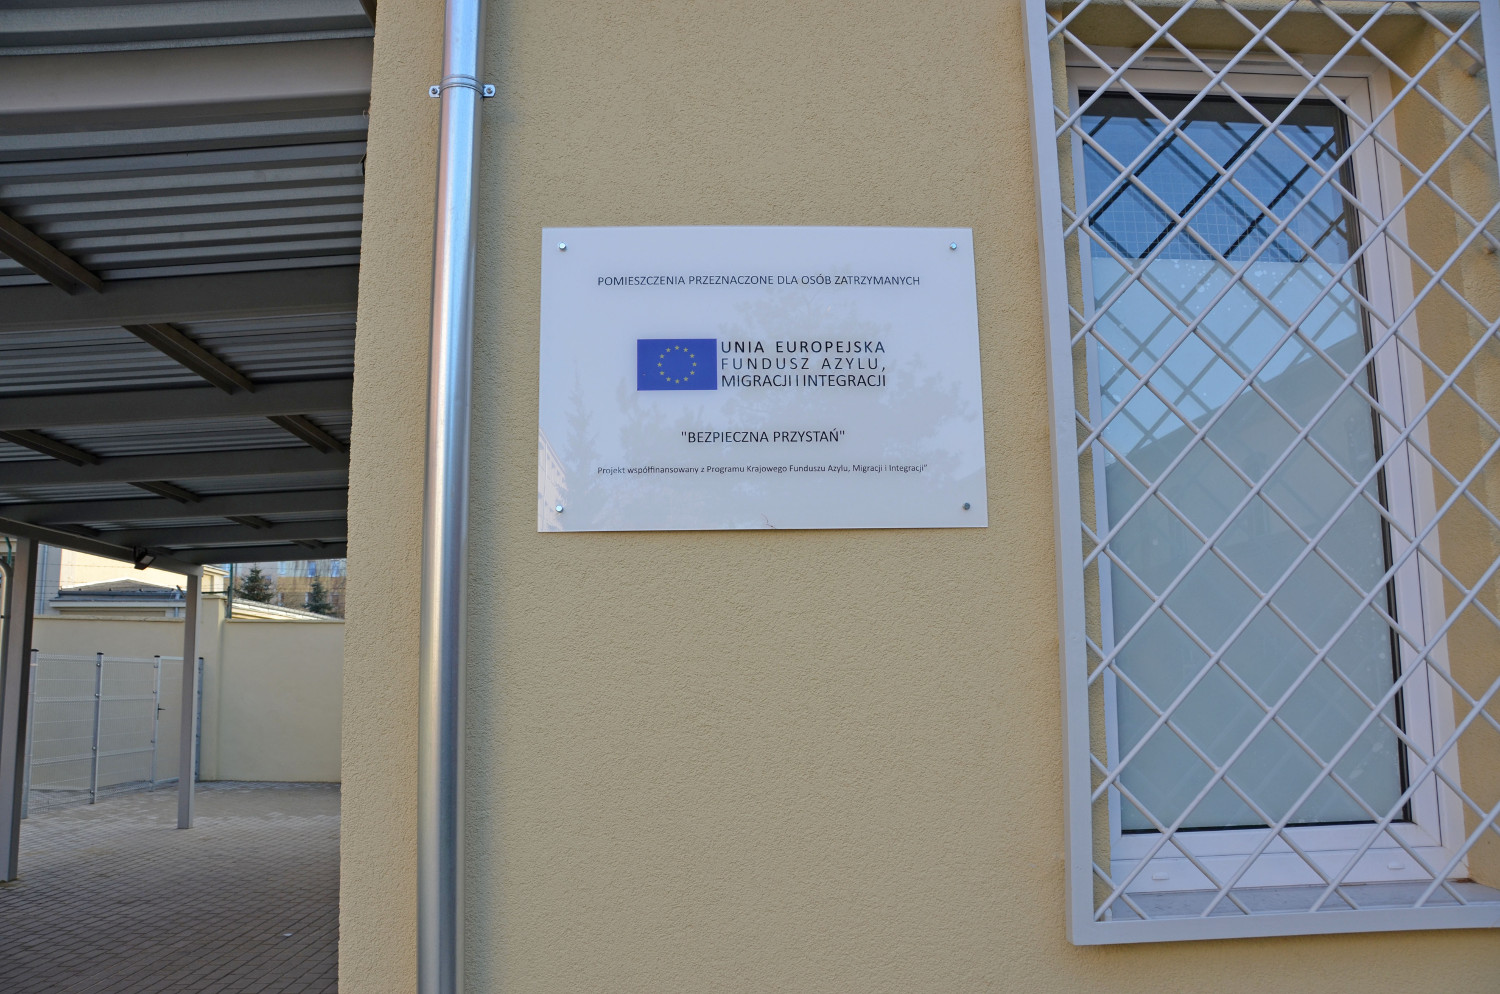 POMIESZCZENIA PRZEZNACZONE DLA OSÓB ZATRZYMANYCH
UNIA EUROPEJSKA
FUNDUSZ AZYLU,
MIGRACJI I INTEGRACJI
"BEZPIECZNA PRZYSTAŃ"
Projekt współfinansowany z Programu Krajowego Funduszu Azylu, Migracji i Integracji"